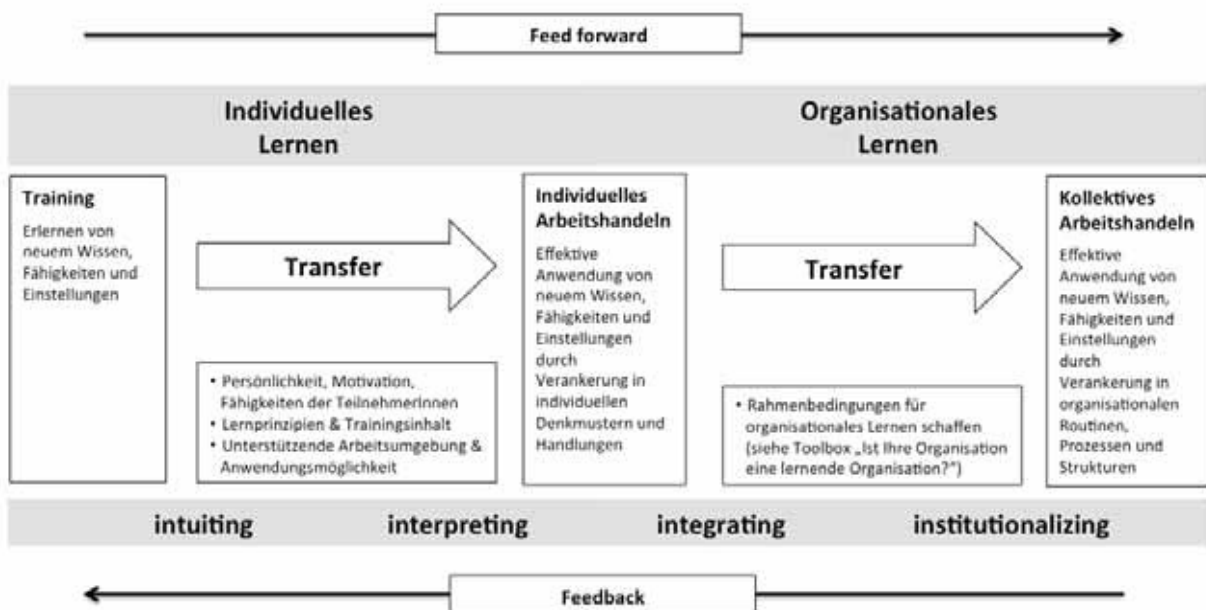 Feed forward
Individuelles
Lernen
Organisationales
Lernen
Training
Erlernen von
neuem Wissen,
Fähigkeiten und
Einstellungen
Transfer
• Persönlichkeit, Motivation,
Fähigkeiten der TeilnehmerInnen
• Lernprinzipien & Trainingsinhalt
• Unterstützende Arbeitsumgebung &
Anwendungsmöglichkeit
Individuelles
Arbeitshandeln
Effektive
Anwendung von
neuem Wissen,
Fähigkeiten und
Einstellungen
durch
Verankerung in
individuellen
Denkmustern und
Handlungen
Transfer
• Rahmenbedingungen für
organisationales Lernen schaffen
(siehe Toolbox „Ist Ihre Organisation
eine lernende Organisation?")
Kollektives
Arbeitshandeln
Effektive
Anwendung von
neuem Wissen,
Fähigkeiten und
Einstellungen
durch
Verankerung in
organisationalen
Routinen,
Prozessen und
Strukturen
intuiting interpreting integrating institutionalizing
Feedback